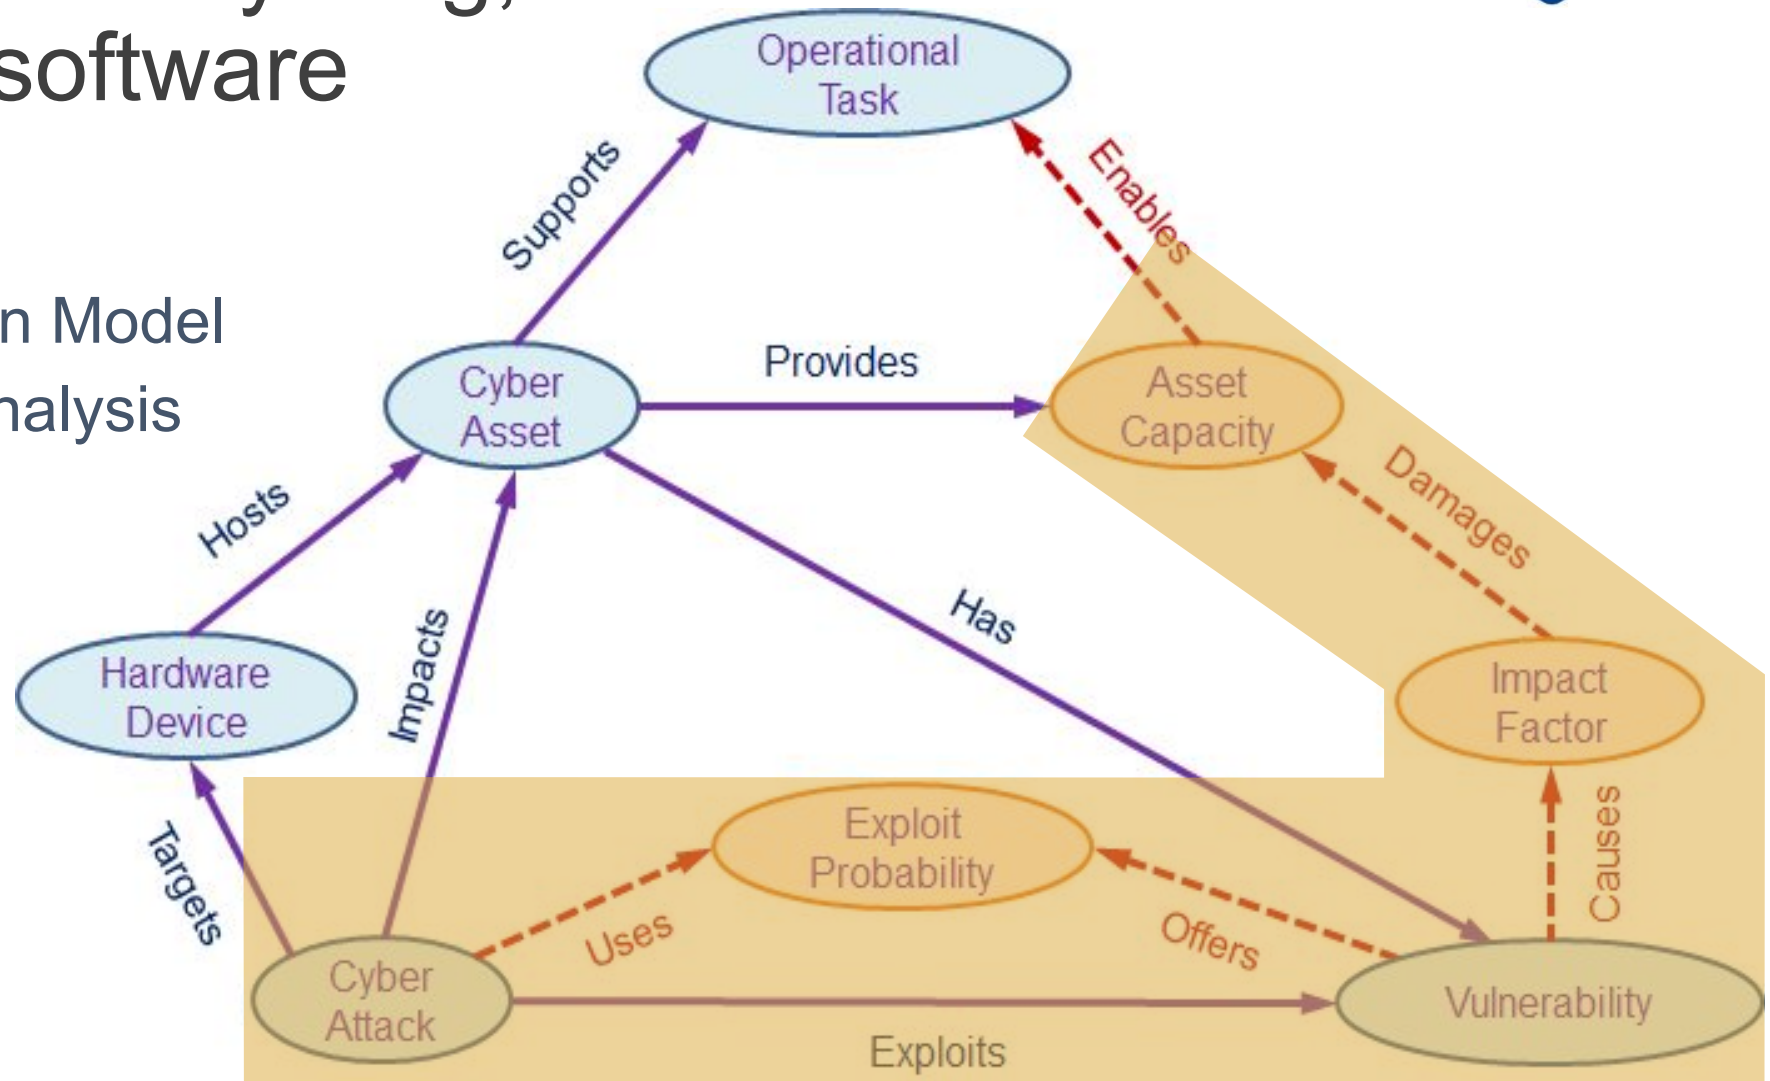 software
Operational
Task
Supports
Enables
n Model
nalysis
Cyber
Asset
Provides
Asset
Capacity
Hosts
Damages
Impacts
Has
Hardware
Device
Impact
Factor
Targets
Exploit
Probability
Causes
Uses
Offers
Cyber
Attack
Vulnerability
Exploits